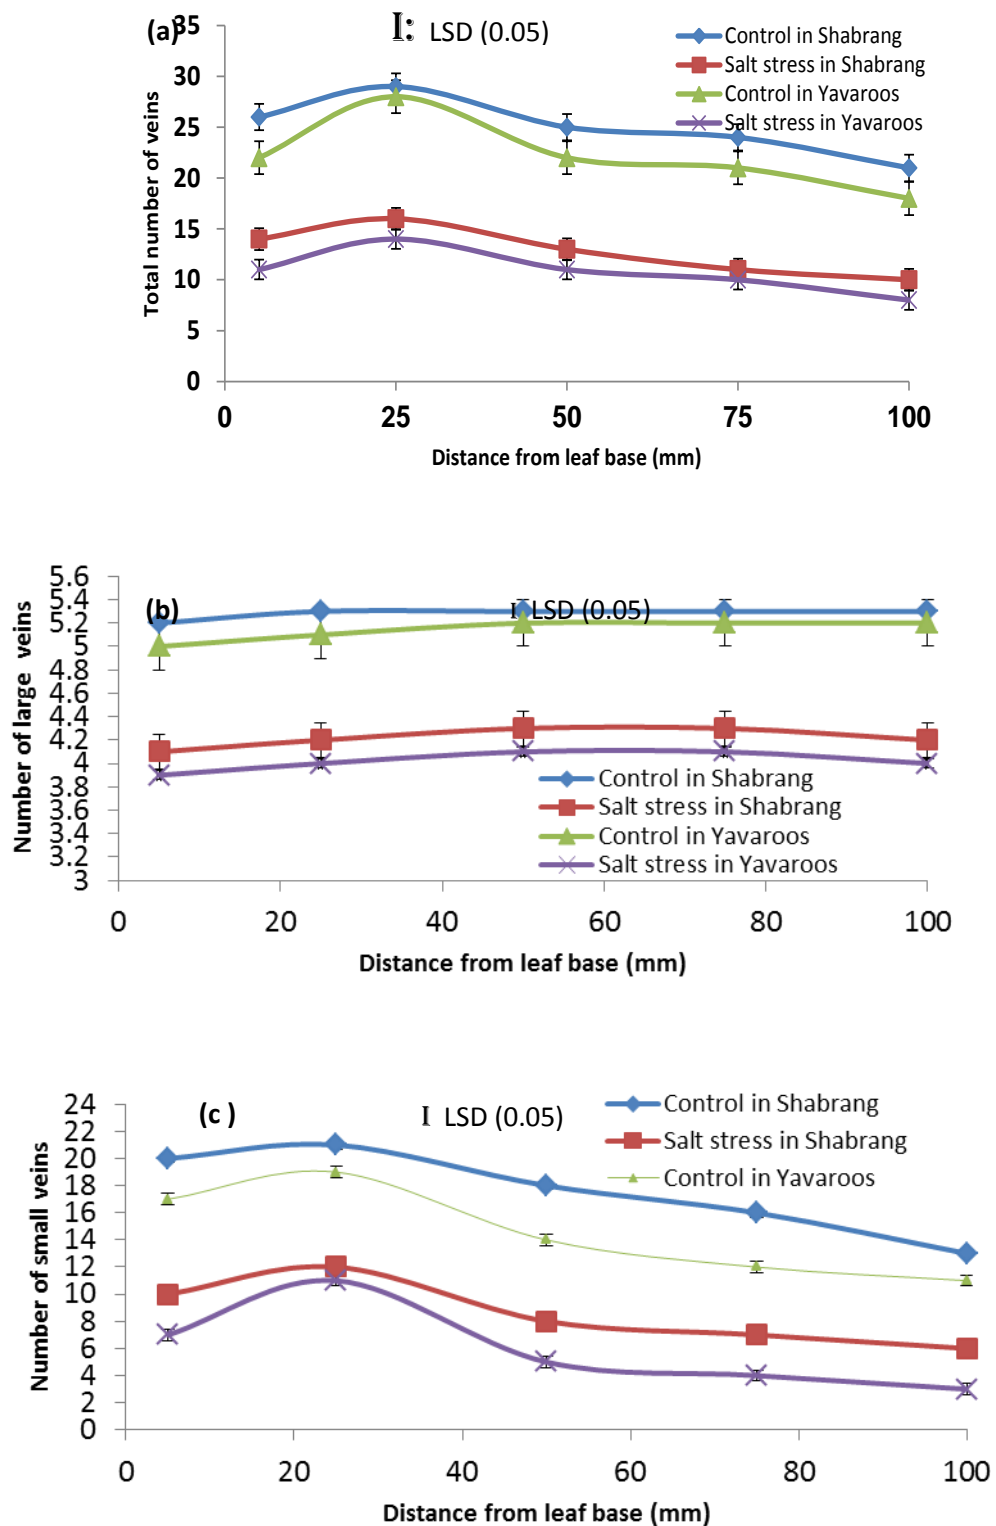 (a)
I: LSD (0.05)
Control in Shabrang
Salt stress in Shabrang
Control in Yavaroos
Salt stress in Yavaroos
Total number of veins
35
30
25
20
15
10
5
0
0 25 50 75 100
Distance from leaf base (mm)
(b)
I LSD (0.05)
Number of large veins
5.6
5.4
5.2
5
4.8
4.6
4.4
4.2
4
3.8
3.6
3.4
3.2
3
Control in Shabrang
Salt stress in Shabrang
Control in Yavaroos
Salt stress in Yavaroos
0 20 40 60 80 100
Distance from leaf base (mm)
(c )
I LSD (0.05)
Control in Shabrang
Salt stress in Shabrang
Control in Yavaroos
Number of small veins
24
22
20
18
16
14
12
10
8
6
4
2
0
0 20 40 60 80 100
Distance from leaf base (mm)